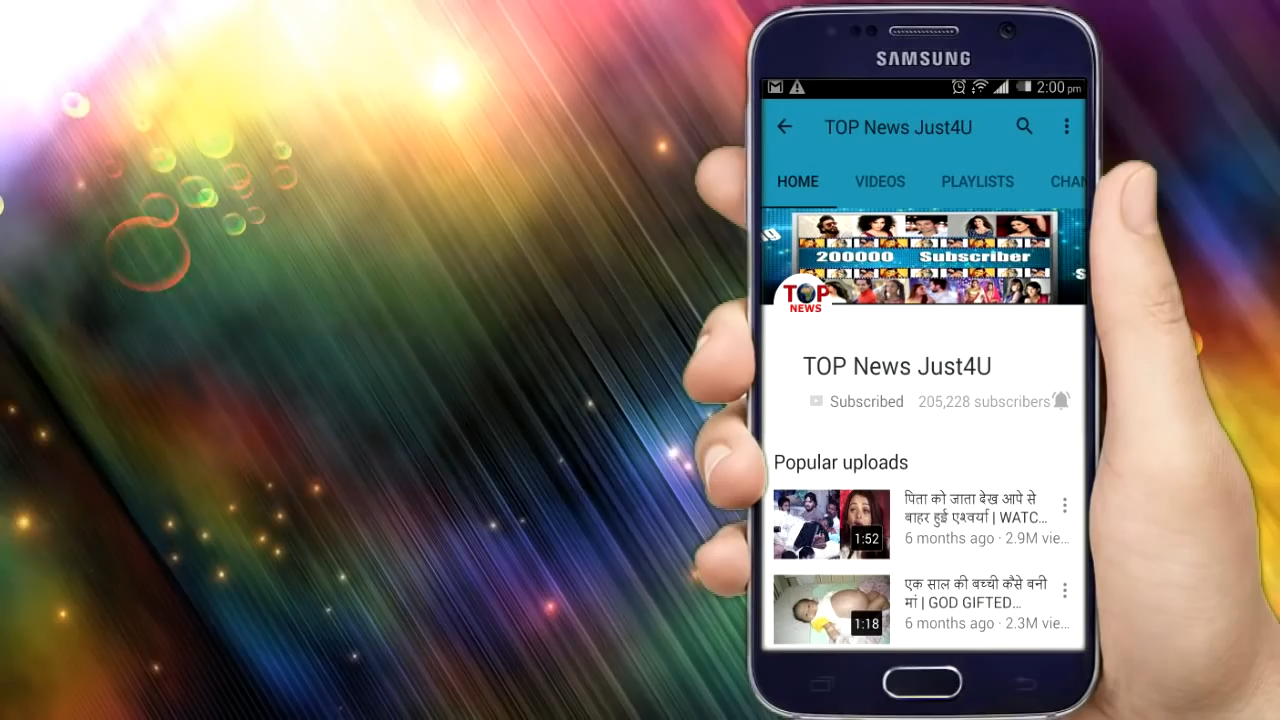 SAMSUNG
2:00 pm
TOP News Just4U
HOME VIDEOS PLAYLISTS CHAN
200000 Subscriber
TOP
NEWS
TOP News Just4U
Subscribed 205,228 subscribers
Popular uploads
पिता को जाता देख आपे से
बाहर हुई एश्वर्या | WATC...
6 months ago · 2.9M vie...
1:52
एक साल की बच्ची कैसे बनी
मां | GOD GIFTED...
6 months ago · 2.3M vie...
1:18